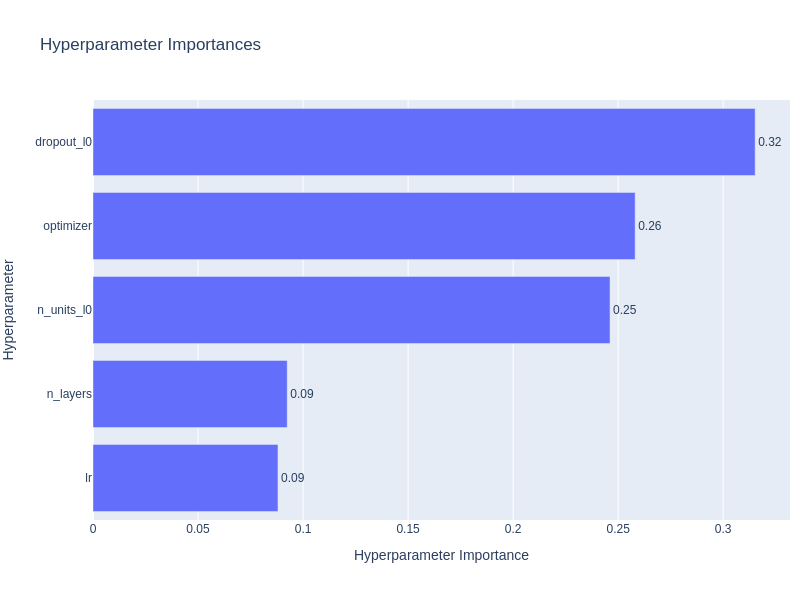 Hyperparameter Importances
dropout_l0
0.32
optimizer
0.26
n_units_l0
0.25
n_layers
0.09
lr
0.09
0
0.05
0.1
0.15
0.2
0.25
0.3
Hyperparameter Importance
Hyperparameter